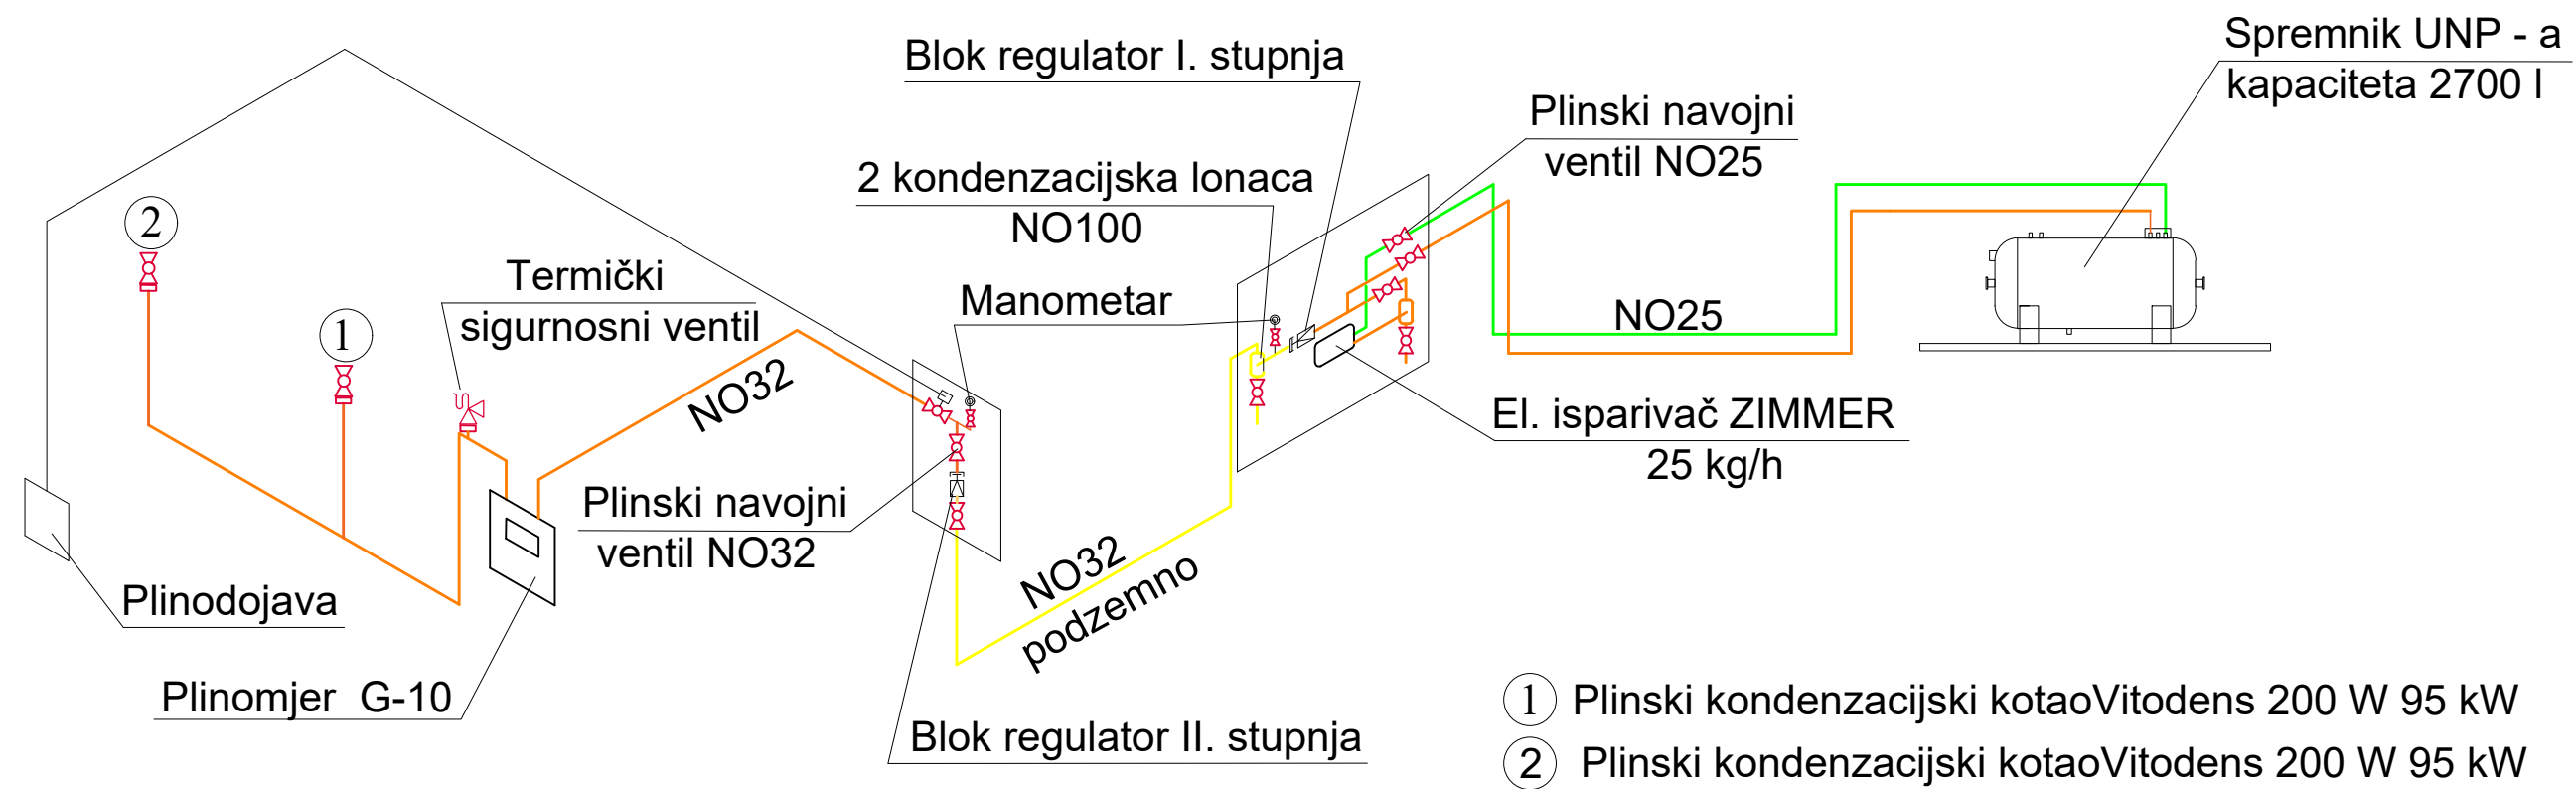 Spremnik UNP - a
kapaciteta 2700 l
Blok regulator I. stupnja
Plinski navojni
ventil NO25
2 kondenzacijska lonaca
NO100
2
Termički
sigurnosni ventil
Manometar
NO25
1
NO32
El. isparivač ZIMMER
25 kg/h
Plinski navojni
ventil NO32
NO32
podzemno
Plinodojava
Plinomjer G-10
Blok regulator II. stupnja
1 Plinski kondenzacijski kotaoVitodens 200 W 95 kW
2 Plinski kondenzacijski kotaoVitodens 200 W 95 kW